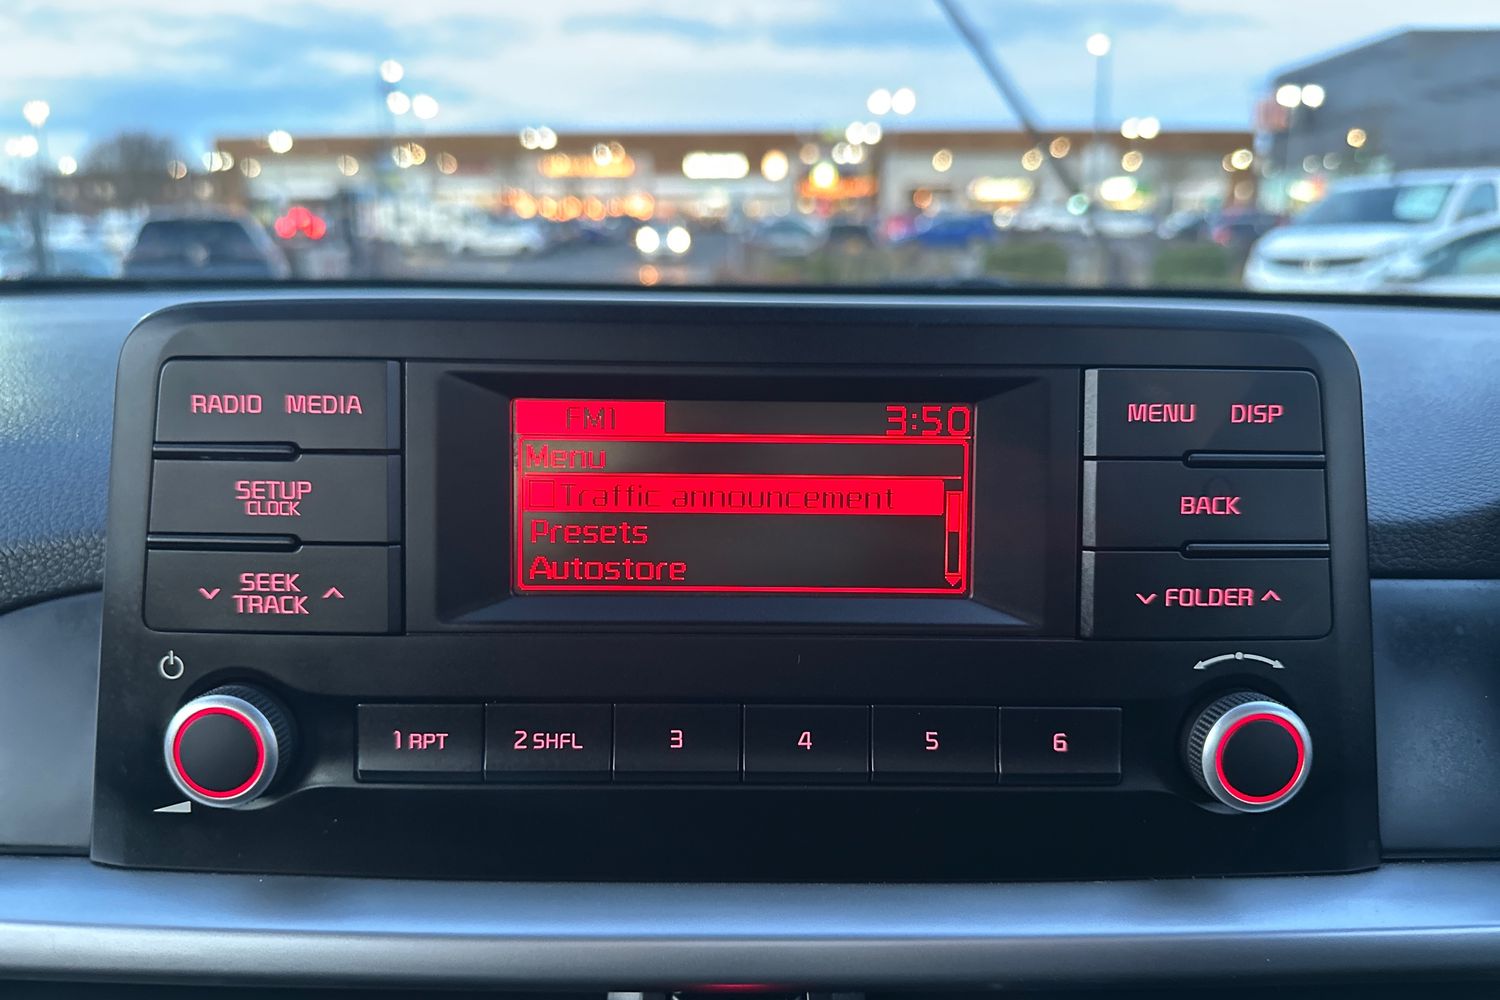 RADIO MEDIA
SETUP
CLOCK
SEEK
TRACK
FM1 3:50
Menu
Traffic announcement
Presets
Autostore
MENU DISP
BACK
FOLDER
1 RPT 2 SHFL 3 4 5 6